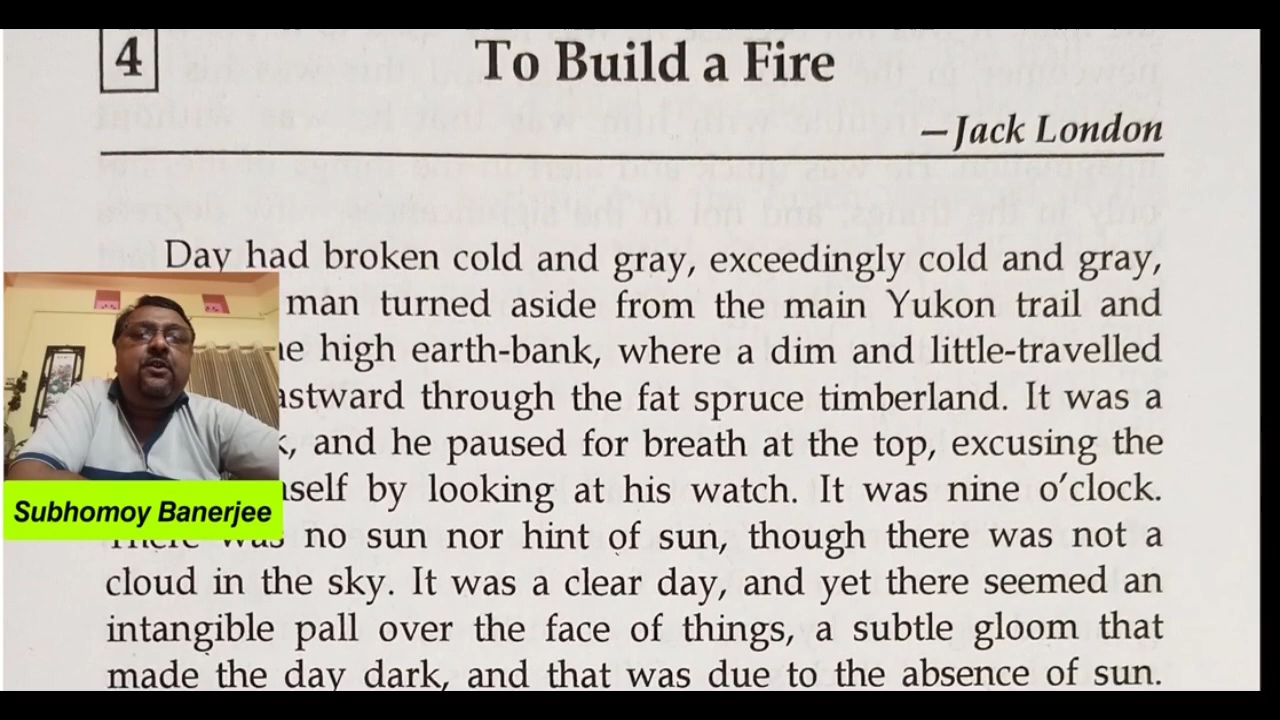 4
To Build a Fire
—Jack London
Day had broken cold and gray, exceedingly cold and gray,
man turned aside from the main Yukon trail and
high earth-bank, where a dim and little-travelled
through the fat spruce timberland. It was a
and he paused for breath at the top, excusing the
by looking at his watch. It was nine o'clock.
Subhomoy Banerjee
There was no sun nor hint of sun, though there was not a
cloud in the sky. It was a clear day, and yet there seemed an
intangible pall over the face of things, a subtle gloom that
made the day dark, and that was due to the absence of sun.